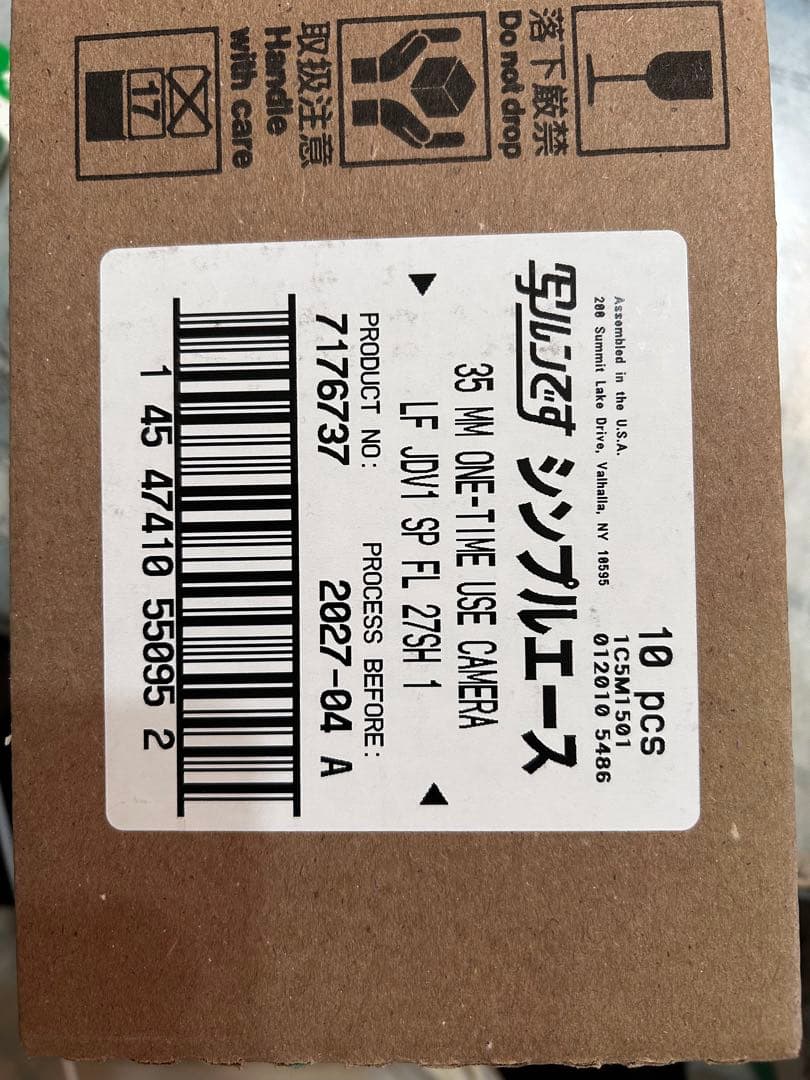 落下厳禁
Do not drop
取扱注意
Handle
with care
17
10 pcs
1C5M1501
012010 5486
Assembled in the U.S.A.
200 Summit Lake Drive, Valhalla, NY 10595
写ルンです シンプルエース
35 MM ONE-TIME USE CAMERA
LF JDV1 SP FL 27SH 1
PRODUCT NO: PROCESS BEFORE:
7176737 2027-04 A
1 45 47410 55095 2